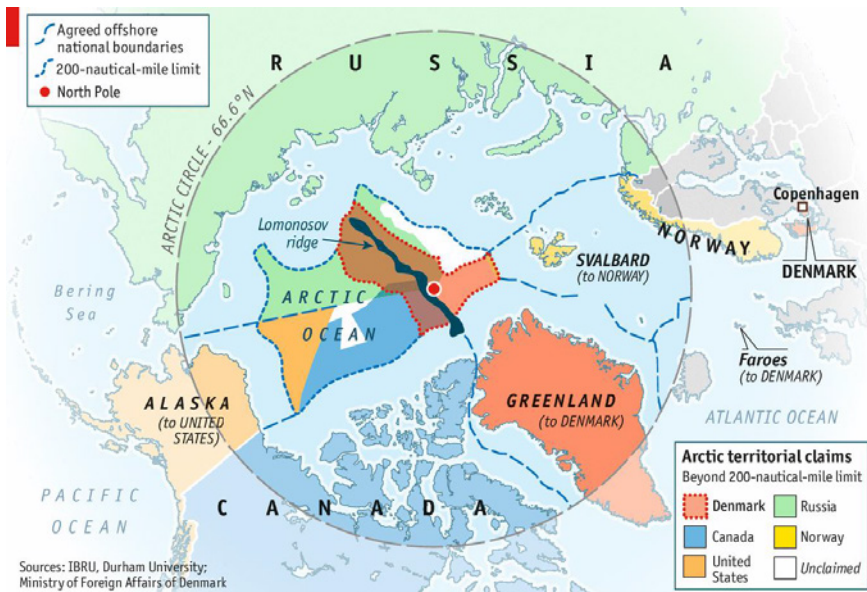 Agreed offshore
national boundaries
200-nautical-mile limit
North Pole
R U S S I A
ARCTIC CIRCLE - 66.6°N
Lomonosov
ridge
Copenhagen
NORWAY
DENMARK
SVALBARD
(to NORWAY)
Bering
Sea
ARCTIC
OCEAN
Faroes
(to DENMARK)
ALASKA
(to UNITED
STATES)
GREENLAND
(to DENMARK)
ATLANTIC OCEAN
PACIFIC
OCEAN
C A N A D A
Arctic territorial claims
Beyond 200-nautical-mile limit
Denmark
Russia
Canada
Norway
United
States
Unclaimed
Sources: IBRU, Durham University;
Ministry of Foreign Affairs of Denmark